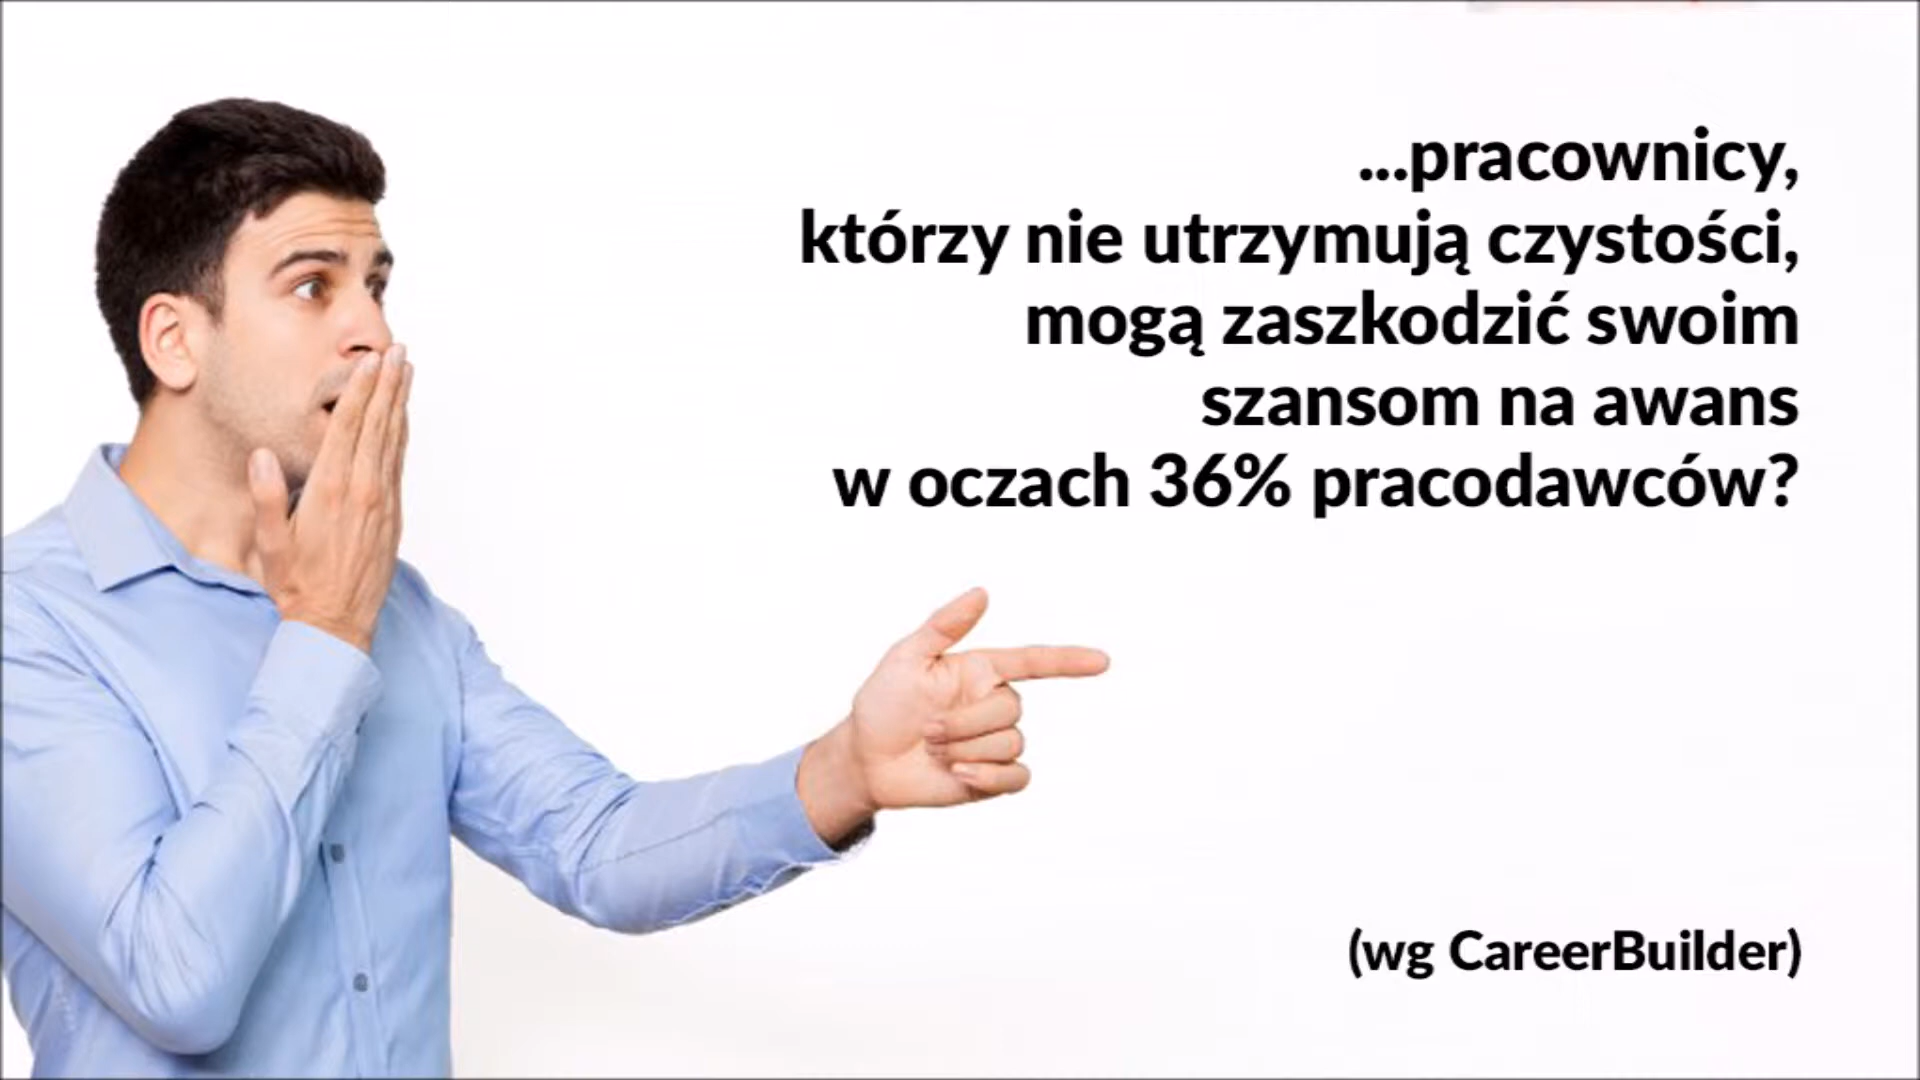 ...pracownicy,
którzy nie utrzymują czystości,
mogą zaszkodzić swoim
szansom na awans
w oczach 36% pracodawców?
(wg CareerBuilder)